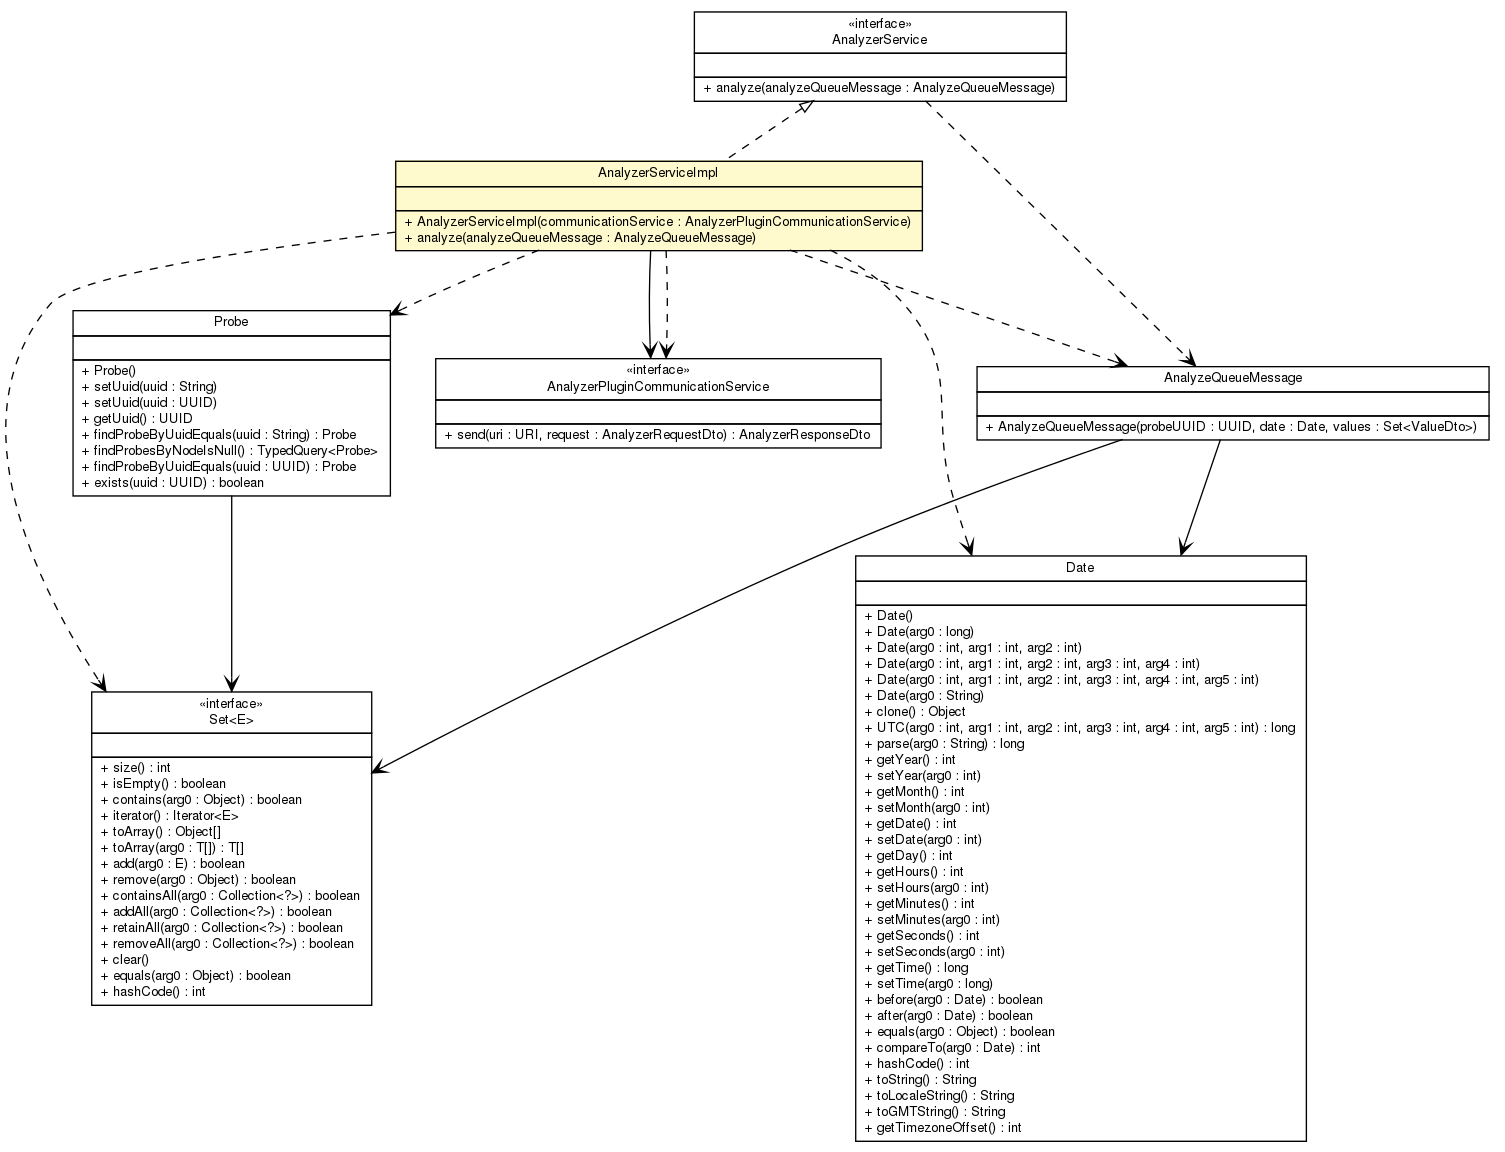 «interface»
AnalyzerService
+ analyze(analyzeQueueMessage : AnalyzeQueueMessage)
AnalyzerServiceImpl
+ AnalyzerServiceImpl(communicationService : AnalyzerPluginCommunicationService)
+ analyze(analyzeQueueMessage : AnalyzeQueueMessage)
Probe
+ Probe()
+ setUuid(uuid : String)
+ setUuid(uuid : UUID)
+ getUuid() : UUID
+ findProbeByUuidEquals(uuid : String) : Probe
+ findProbesByNodeIsNull() : TypedQuery<Probe>
+ findProbeByUuidEquals(uuid : UUID) : Probe
+ exists(uuid : UUID) : boolean
«interface»
AnalyzerPluginCommunicationService
+ send(uri : URI, request : AnalyzerRequestDto) : AnalyzerResponseDto
AnalyzeQueueMessage
+ AnalyzeQueueMessage(probeUUID : UUID, date : Date, values : Set<ValueDto>)
«interface»
Set<E>
+ size() : int
+ isEmpty() : boolean
+ contains(arg0 : Object) : boolean
+ iterator() : Iterator<E>
+ toArray() : Object[]
+ toArray(arg0 : T[]) : T[]
+ add(arg0 : E) : boolean
+ remove(arg0 : Object) : boolean
+ containsAll(arg0 : Collection<?>) : boolean
+ addAll(arg0 : Collection<?>) : boolean
+ retainAll(arg0 : Collection<?>) : boolean
+ removeAll(arg0 : Collection<?>) : boolean
+ clear()
+ equals(arg0 : Object) : boolean
+ hashCode() : int
Date
+ Date()
+ Date(arg0 : long)
+ Date(arg0 : int, arg1 : int, arg2 : int)
+ Date(arg0 : int, arg1 : int, arg2 : int, arg3 : int, arg4 : int)
+ Date(arg0 : int, arg1 : int, arg2 : int, arg3 : int, arg4 : int, arg5 : int)
+ Date(arg0 : String)
+ clone() : Object
+ UTC(arg0 : int, arg1 : int, arg2 : int, arg3 : int, arg4 : int, arg5 : int) : long
+ parse(arg0 : String) : long
+ getYear() : int
+ setYear(arg0 : int)
+ getMonth() : int
+ setMonth(arg0 : int)
+ getDate() : int
+ setDate(arg0 : int)
+ getDay() : int
+ getHours() : int
+ setHours(arg0 : int)
+ getMinutes() : int
+ setMinutes(arg0 : int)
+ getSeconds() : int
+ setSeconds(arg0 : int)
+ getTime() : long
+ setTime(arg0 : long)
+ before(arg0 : Date) : boolean
+ after(arg0 : Date) : boolean
+ equals(arg0 : Object) : boolean
+ compareTo(arg0 : Date) : int
+ hashCode() : int
+ toString() : String
+ toLocaleString() : String
+ toGMTString() : String
+ getTimezoneOffset() : int